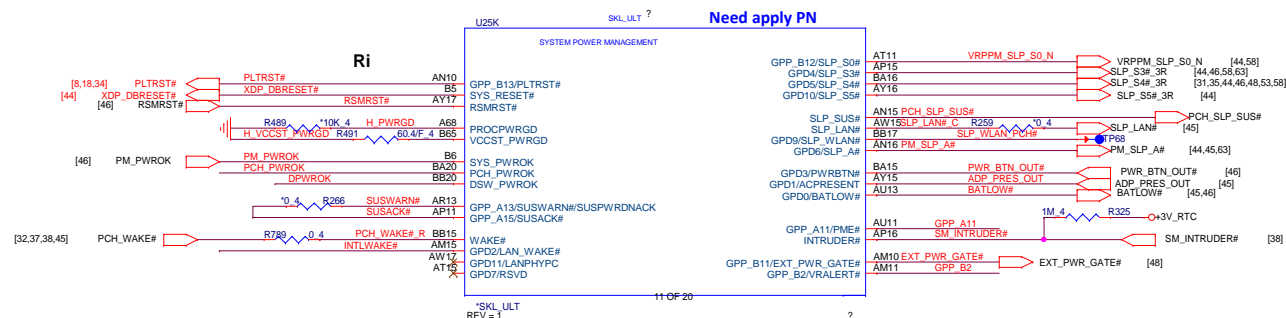 SKL_ULT ?
Need apply PN
U25K
SYSTEM POWER MANAGEMENT
Ri
[8,18,34] PLTRST# PLTRST# AN10 GPP_B13/PLTRST#
[44] XDP_DBRESET# XDP_DBRESET# B5 SYS_RESET#
[46] RSMRST# RSMRST# AY17 RSMRST#
R489 *10K_4 H_PWRGD A68 PROCPWRGD
H_VCCST_PWRGD R491 60.4/F_4 B65 VCCST_PWRGD
[46] PM_PWROK PM_PWROK B6 SYS_PWROK
PCH_PWROK BA20 PCH_PWROK
DPWROK BB20 DSW_PWROK
*0_4 R266 SUSWARN# AR13 GPP_A13/SUSWARN#/SUSPWRDNACK
SUSACK# AP11 GPP_A15/SUSACK#
[32,37,38,45] PCH_WAKE# R789 0_4 PCH_WAKE#_R BB15 WAKE#
INTLWAKE# AM15 GPD2/LAN_WAKE#
AW17 GPD11/LANPHYPC
AT15 GPD7/RSVD
GPP_B12/SLP_S0# AT11 VRPPM_SLP_S0_N VRPPM_SLP_S0_N [44,58]
GPD4/SLP_S3# AP15 SLP_S3#_3R [44,46,58,63]
GPD5/SLP_S4# BA16 SLP_S4#_3R [31,35,44,46,48,53,58]
GPD10/SLP_S5# AY16 SLP_S5#_3R [44]
SLP_SUS# AN15 PCH_SLP_SUS# PCH_SLP_SUS#
SLP_LAN# AW15 SLP_LAN#_C R259 *0_4 SLP_LAN# [45]
GPD9/SLP_WLAN# BB17 SLP_WLAN_PCH# TP68
GPD6/SLP_A# AN16 PM_SLP_A# PM_SLP_A# [44,45,63]
GPD3/PWRBTN# BA15 PWR_BTN_OUT# PWR_BTN_OUT# [46]
GPD1/ACPRESENT AY15 ADP_PRES_OUT ADP_PRES_OUT [45]
GPD0/BATLOW# AU13 BATLOW# BATLOW# [45,46]
1M_4 R325 +3V_RTC
GPP_A11/PME# AU11 GPP_A11
INTRUDER# AP16 SM_INTRUDER# SM_INTRUDER# [38]
GPP_B11/EXT_PWR_GATE# AM10 EXT_PWR_GATE# EXT_PWR_GATE# [48]
GPP_B2/VRALERT# AM11 GPP_B2
11 OF 20
*SKL_ULT
REV = 1 ?